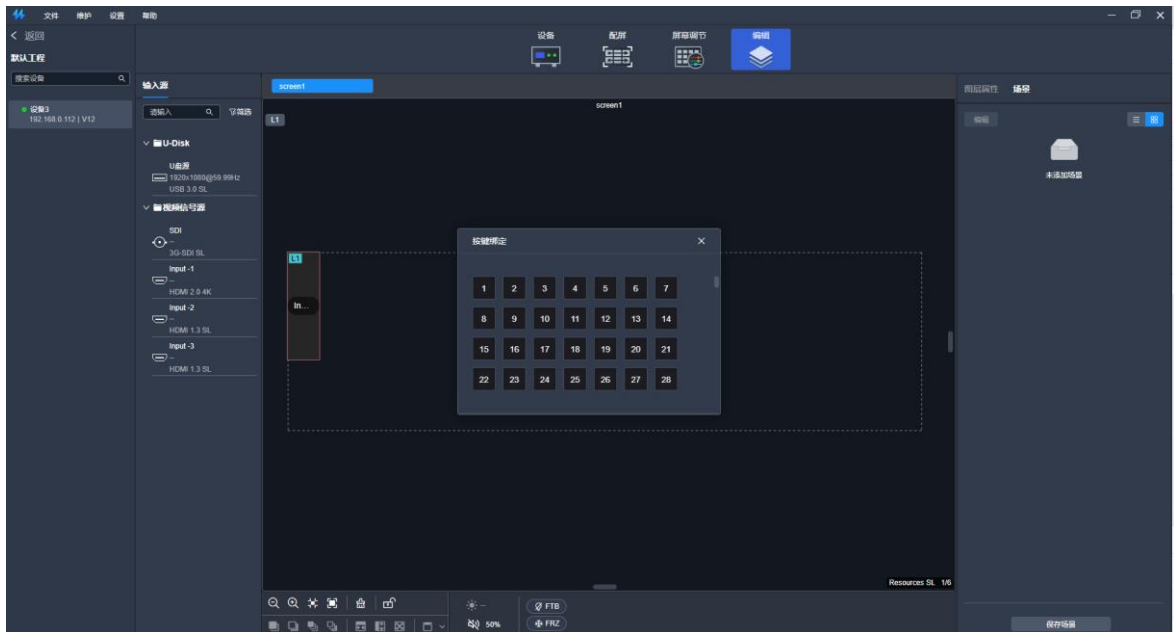 文件 维护 设置 帮助
返回
默认工程
搜索设备
设备3
192.168.0.112 | V12
设备 配屏 屏幕调节 编辑
输入源
请输入 筛选
U-Disk
U盘源
1920x1080@59.99Hz
USB 3.0 SL
视频信号源
SDI
–
3G-SDI SL
Input -1
–
HDMI 2.0 4K
Input -2
–
HDMI 1.3 SL
Input -3
–
HDMI 1.3 SL
screen1
screen1
L1
L1
In...
按键绑定
1 2 3 4 5 6 7
8 9 10 11 12 13 14
15 16 17 18 19 20 21
22 23 24 25 26 27 28
Resources SL 1/6
– FTB
50% FRZ
图层属性 场景
编辑
未添加场景
保存场景